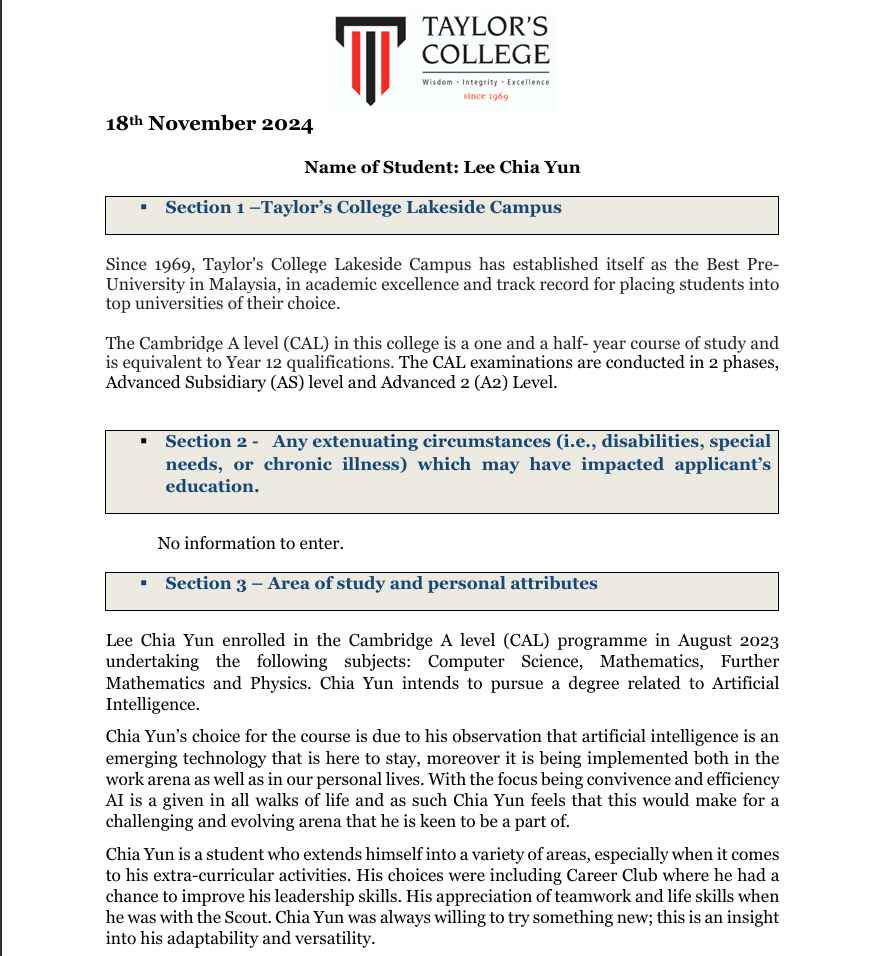 TAYLOR'S
COLLEGE
Wisdom · Integrity · Excellence
since 1969
18th November 2024
Name of Student: Lee Chia Yun
▪ Section 1 –Taylor's College Lakeside Campus
Since 1969, Taylor's College Lakeside Campus has established itself as the Best Pre-
University in Malaysia, in academic excellence and track record for placing students into
top universities of their choice.
The Cambridge A level (CAL) in this college is a one and a half- year course of study and
is equivalent to Year 12 qualifications. The CAL examinations are conducted in 2 phases,
Advanced Subsidiary (AS) level and Advanced 2 (A2) Level.
▪ Section 2 - Any extenuating circumstances (i.e., disabilities, special
needs, or chronic illness) which may have impacted applicant's
education.
No information to enter.
▪ Section 3 – Area of study and personal attributes
Lee Chia Yun enrolled in the Cambridge A level (CAL) programme in August 2023
undertaking the following subjects: Computer Science, Mathematics, Further
Mathematics and Physics. Chia Yun intends to pursue a degree related to Artificial
Intelligence.
Chia Yun's choice for the course is due to his observation that artificial intelligence is an
emerging technology that is here to stay, moreover it is being implemented both in the
work arena as well as in our personal lives. With the focus being convivence and efficiency
AI is a given in all walks of life and as such Chia Yun feels that this would make for a
challenging and evolving arena that he is keen to be a part of.
Chia Yun is a student who extends himself into a variety of areas, especially when it comes
to his extra-curricular activities. His choices were including Career Club where he had a
chance to improve his leadership skills. His appreciation of teamwork and life skills when
he was with the Scout. Chia Yun was always willing to try something new; this is an insight
into his adaptability and versatility.